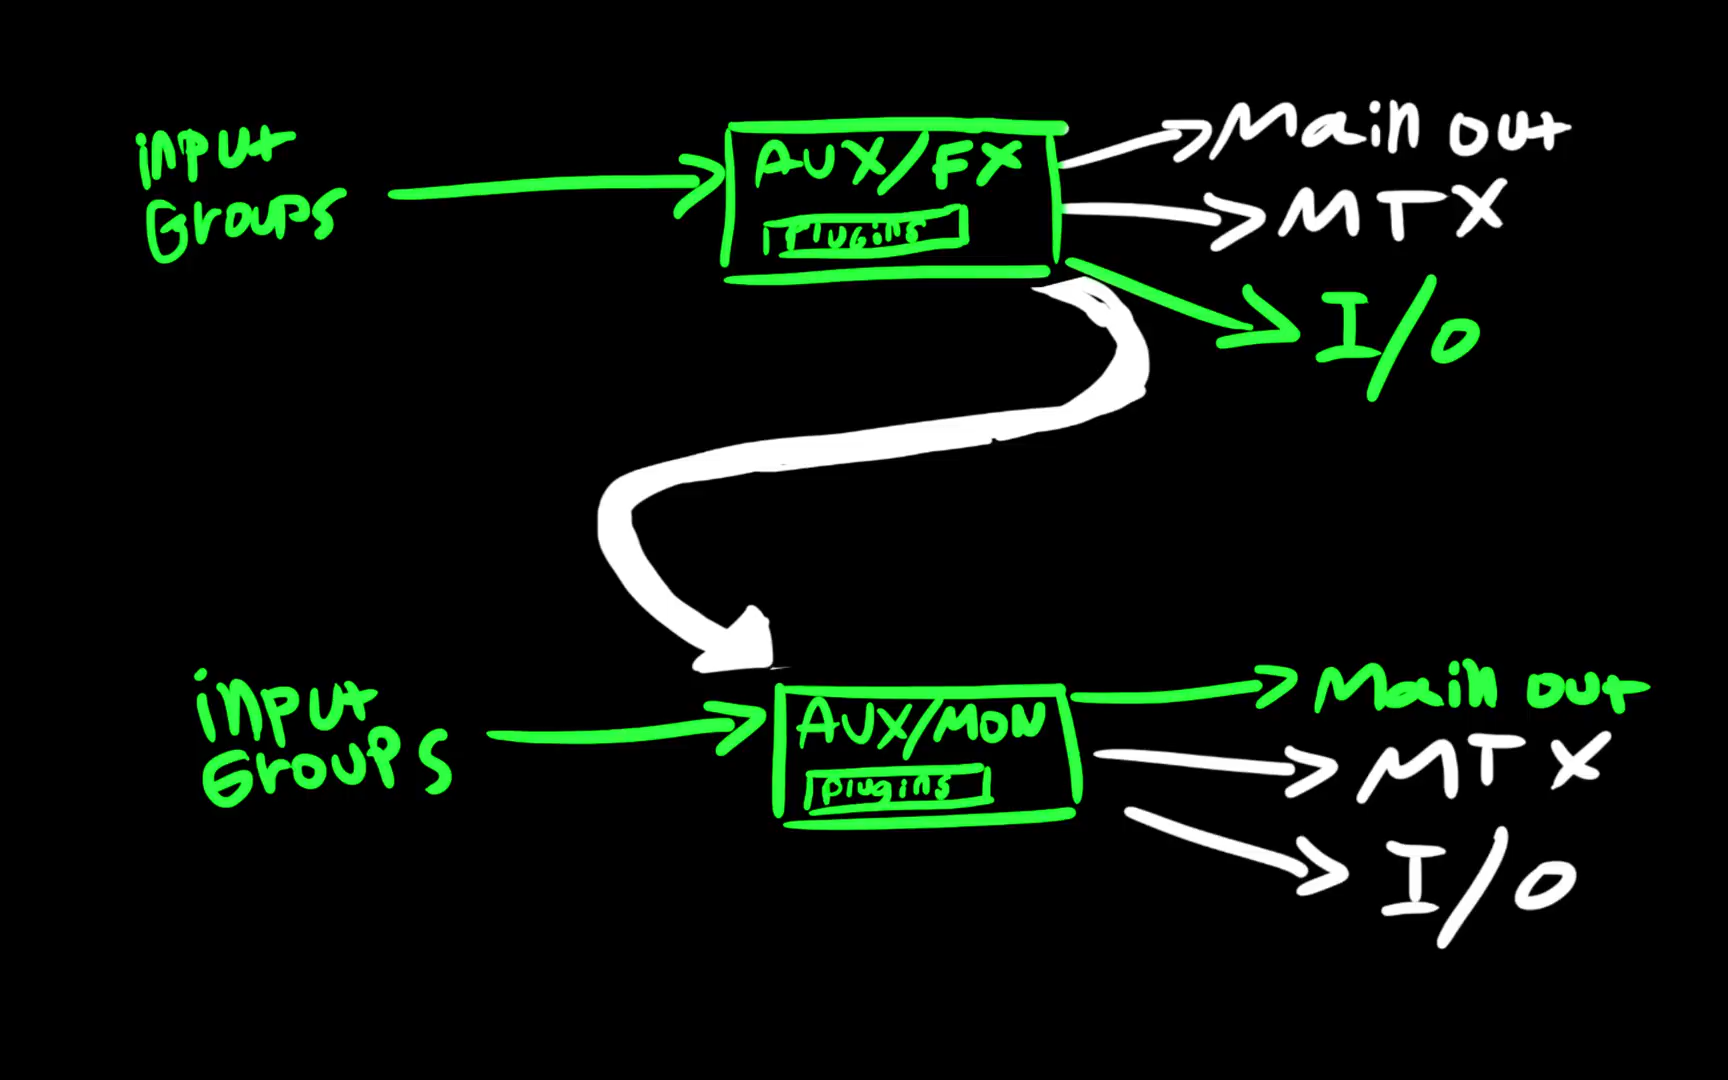 input
Groups
AUX/FX
Plugins
Main out
MTX
I/O
input
Groups
AUX/MON
Plugins
Main out
MTX
I/O